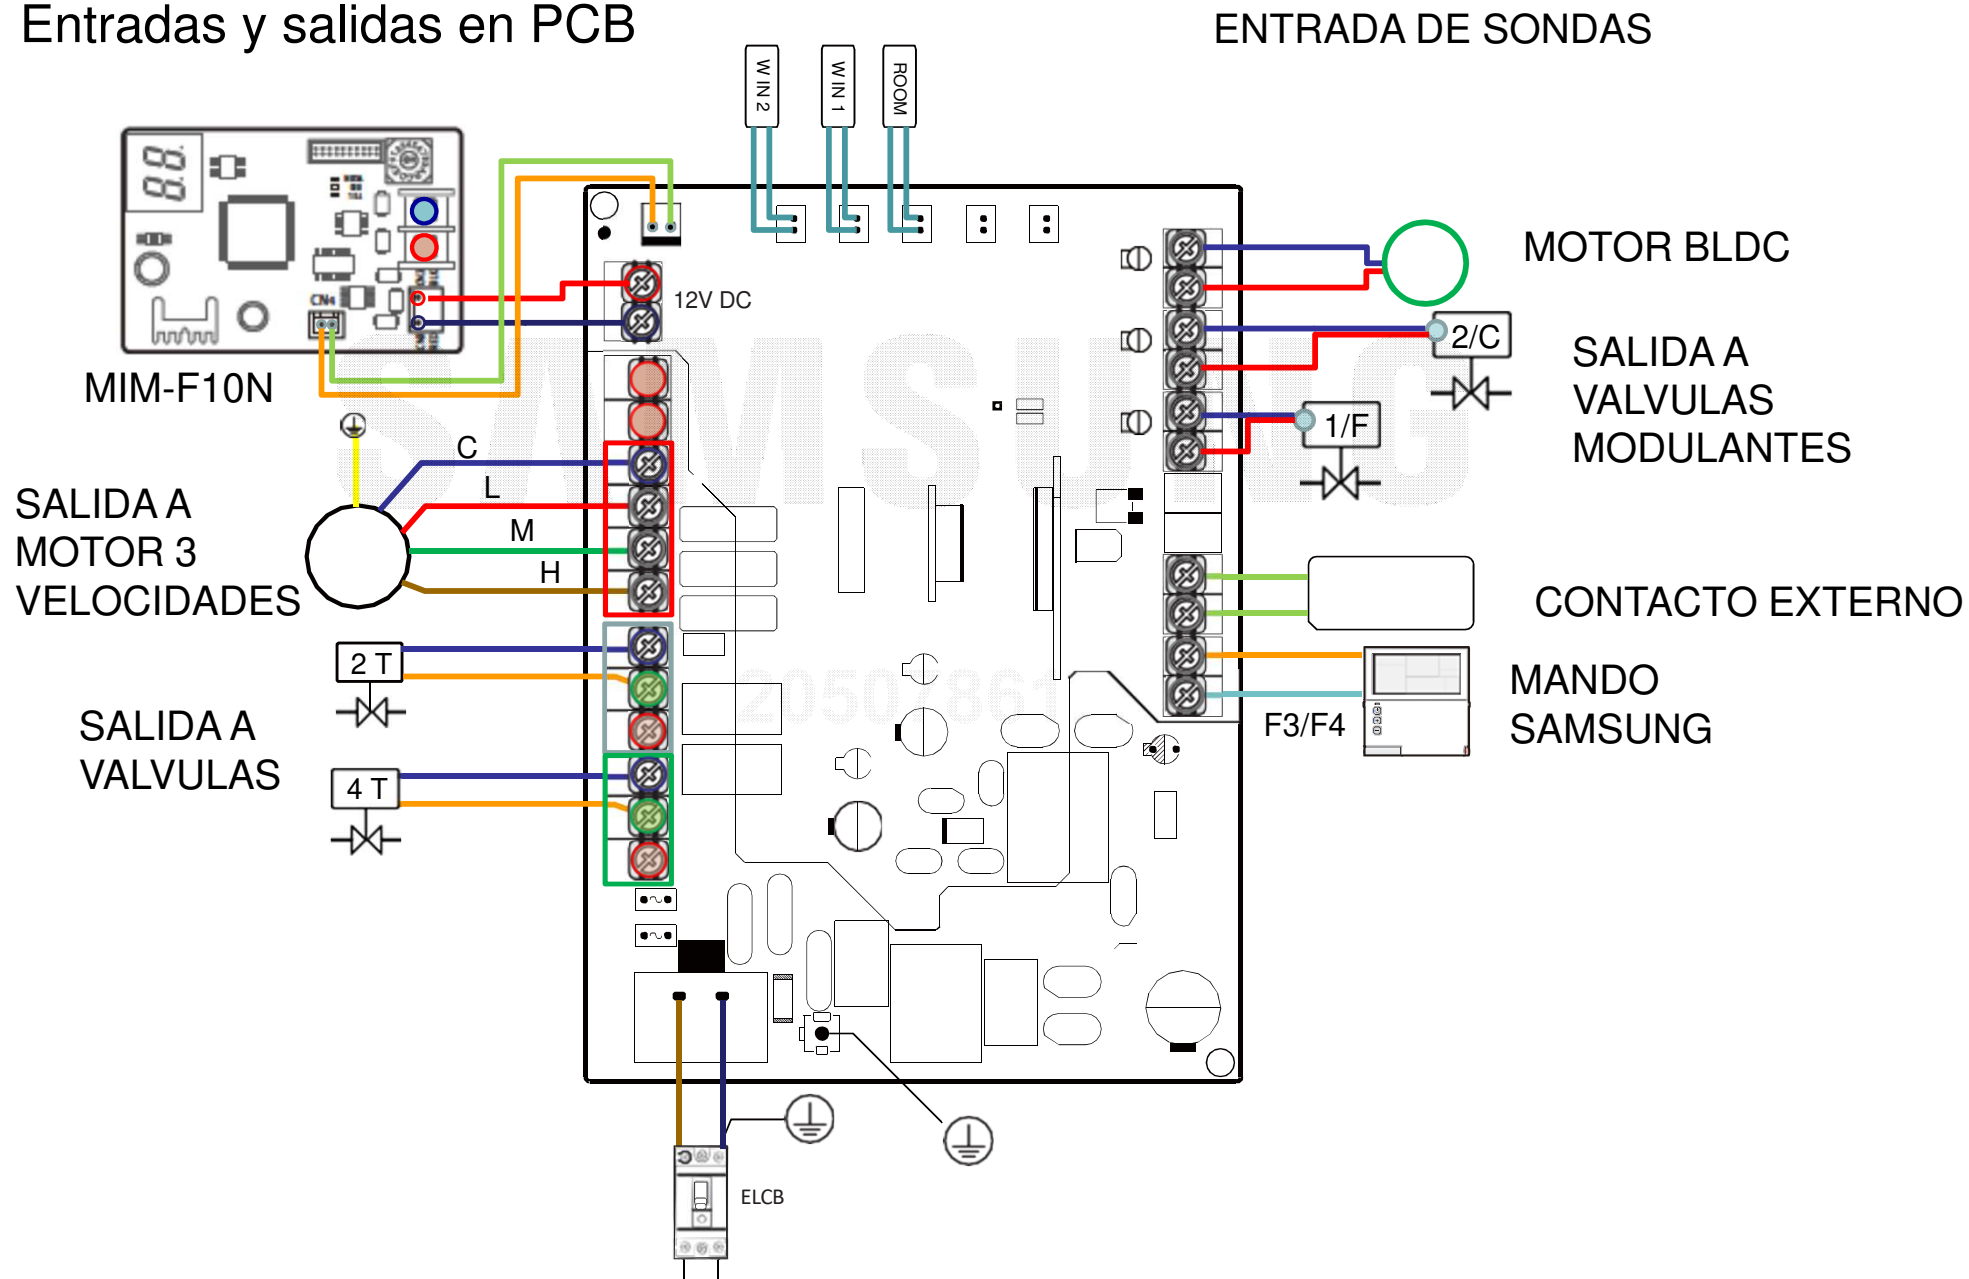 Entradas y salidas en PCB
ENTRADA DE SONDAS
W IN 2
W IN 1
ROOM
CN4
MIM-F10N
12V DC
MOTOR BLDC
2/C
SALIDA A
VALVULAS
MODULANTES
1/F
SAMSUNG
C
L
M
H
SALIDA A
MOTOR 3
VELOCIDADES
CONTACTO EXTERNO
2 T
SALIDA A
VALVULAS
4 T
20507861
F3/F4
MANDO
SAMSUNG
ELCB